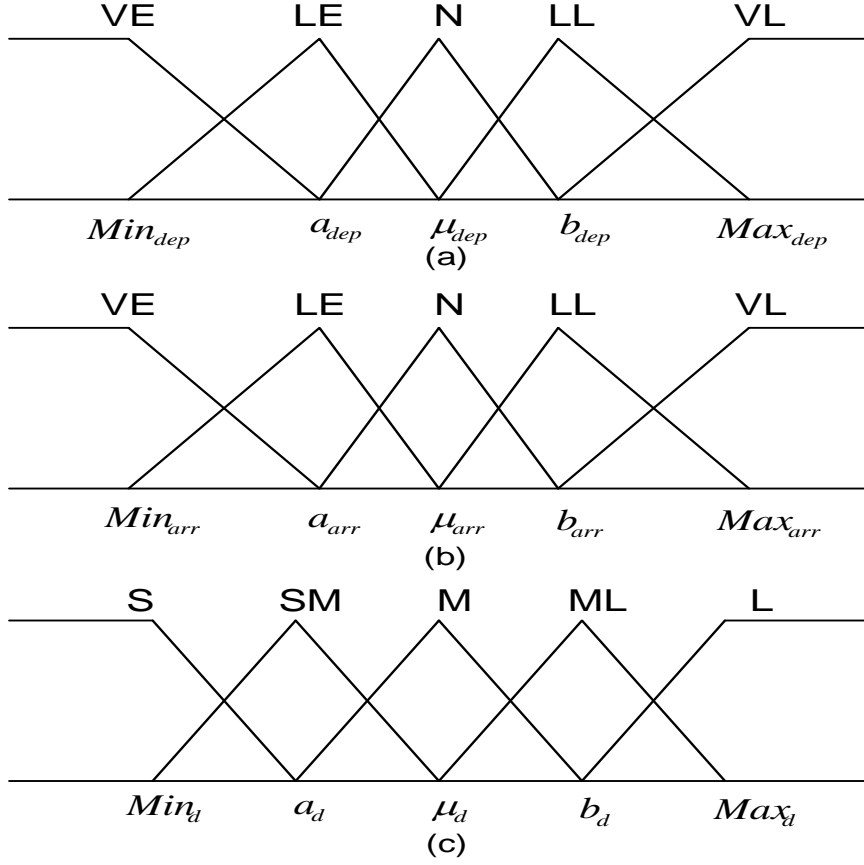 VE LE N LL VL
Min_dep a_dep μ_dep b_dep Max_dep
(a)
VE LE N LL VL
Min_arr a_arr μ_arr b_arr Max_arr
(b)
S SM M ML L
Min_d a_d μ_d b_d Max_d
(c)